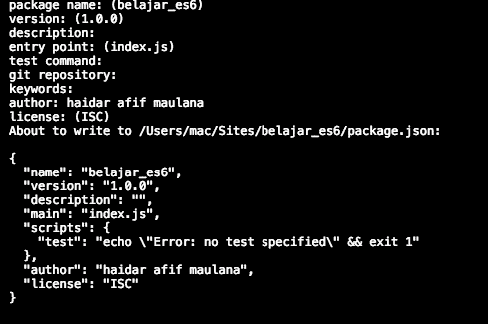 package name: (belajar_es6)
version: (1.0.0)
description:
entry point: (index.js)
test command:
git repository:
keywords:
author: haidar afif maulana
license: (ISC)
About to write to /Users/mac/Sites/belajar_es6/package.json:

{
  "name": "belajar_es6",
  "version": "1.0.0",
  "description": "",
  "main": "index.js",
  "scripts": {
    "test": "echo \"Error: no test specified\" && exit 1"
  },
  "author": "haidar afif maulana",
  "license": "ISC"
}